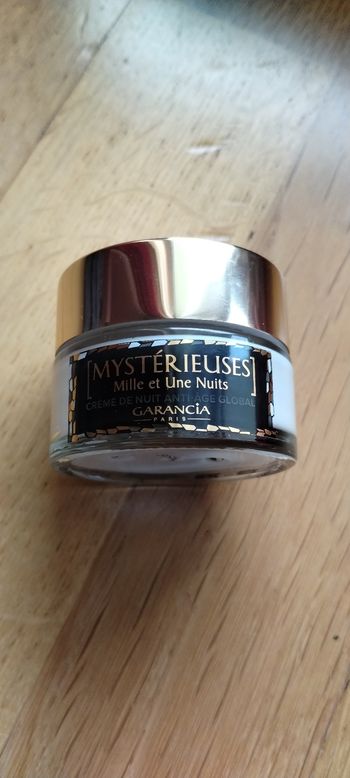 [MYSTÉRIEUSES]
Mille et Une Nuits
CRÈME DE NUIT ANTI-ÂGE GLOBAL
GARANCIA
PARIS